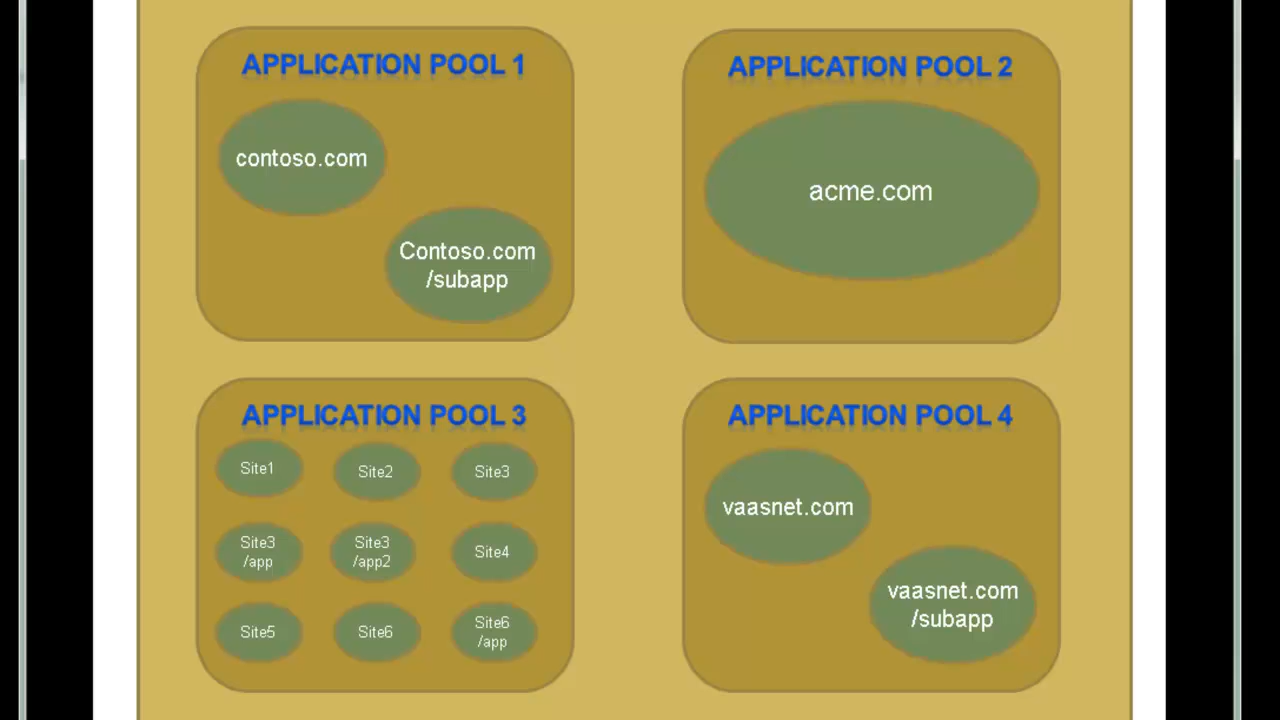 APPLICATION POOL 1
contoso.com
Contoso.com
/subapp
APPLICATION POOL 2
acme.com
APPLICATION POOL 3
Site1
Site2
Site3
Site3
/app
Site3
/app2
Site4
Site5
Site6
Site6
/app
APPLICATION POOL 4
vaasnet.com
vaasnet.com
/subapp